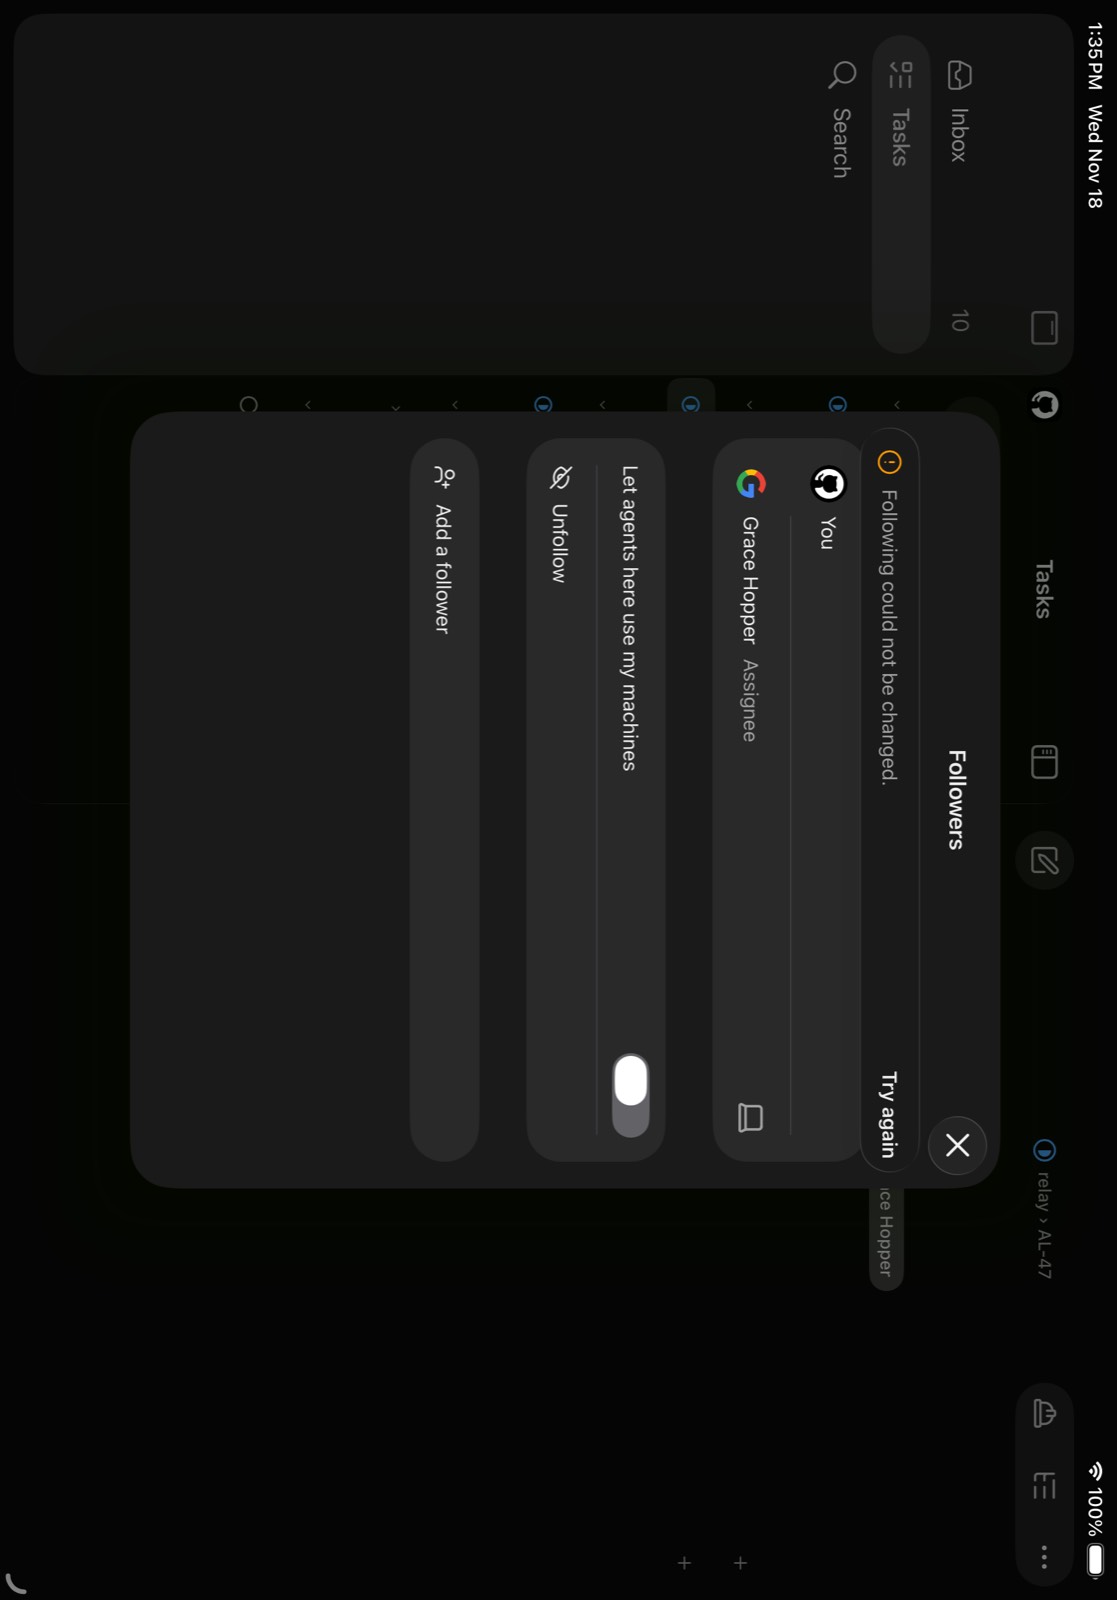 1:35 PM Wed Nov 18
100%
Tasks
relay › AL-47
Inbox 10
Tasks
Search
Followers
Following could not be changed. Try again
Hopper
You
Grace Hopper Assignee
Let agents here use my machines
Unfollow
Add a follower